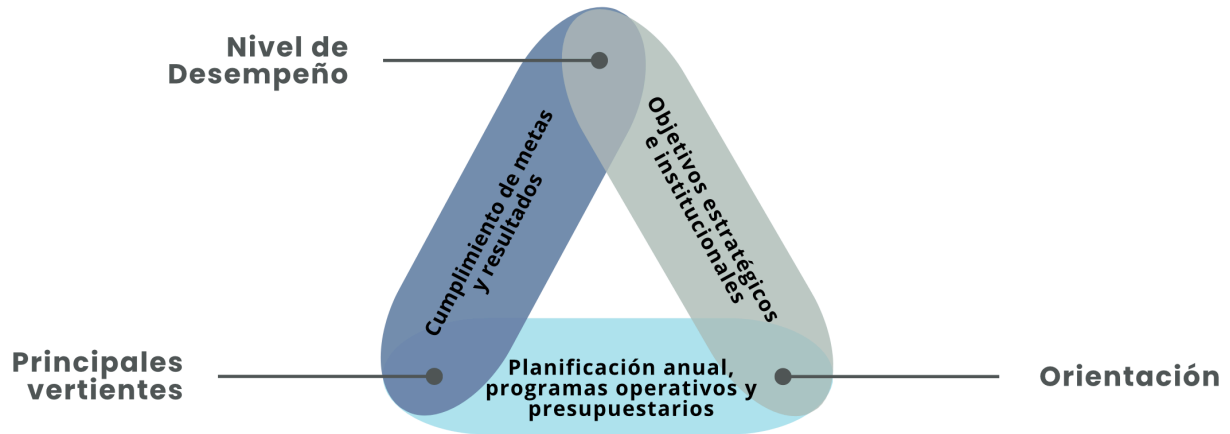 Nivel de
Desempeño
Cumplimiento de metas
y resultados
Objetivos estratégicos
e institucionales
Principales
vertientes
Planificación anual,
programas operativos y
presupuestarios
Orientación